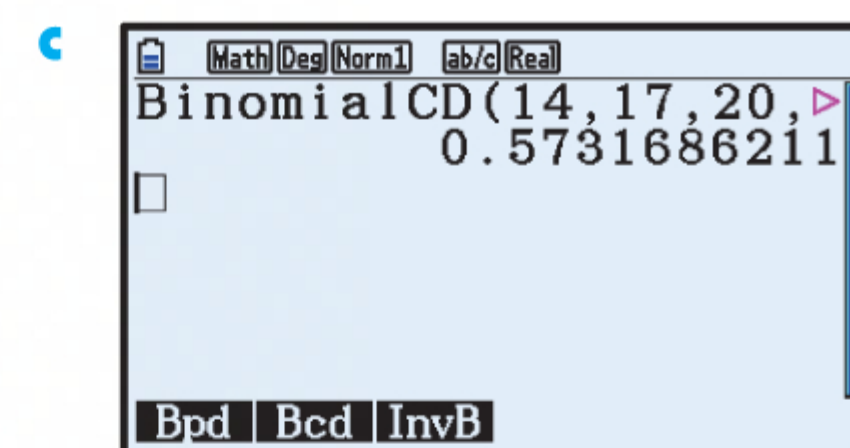 c
Math Deg Norm1 ab/c Real
BinomialCD(14,17,20,▷
0.5731686211
Bpd Bcd InvB